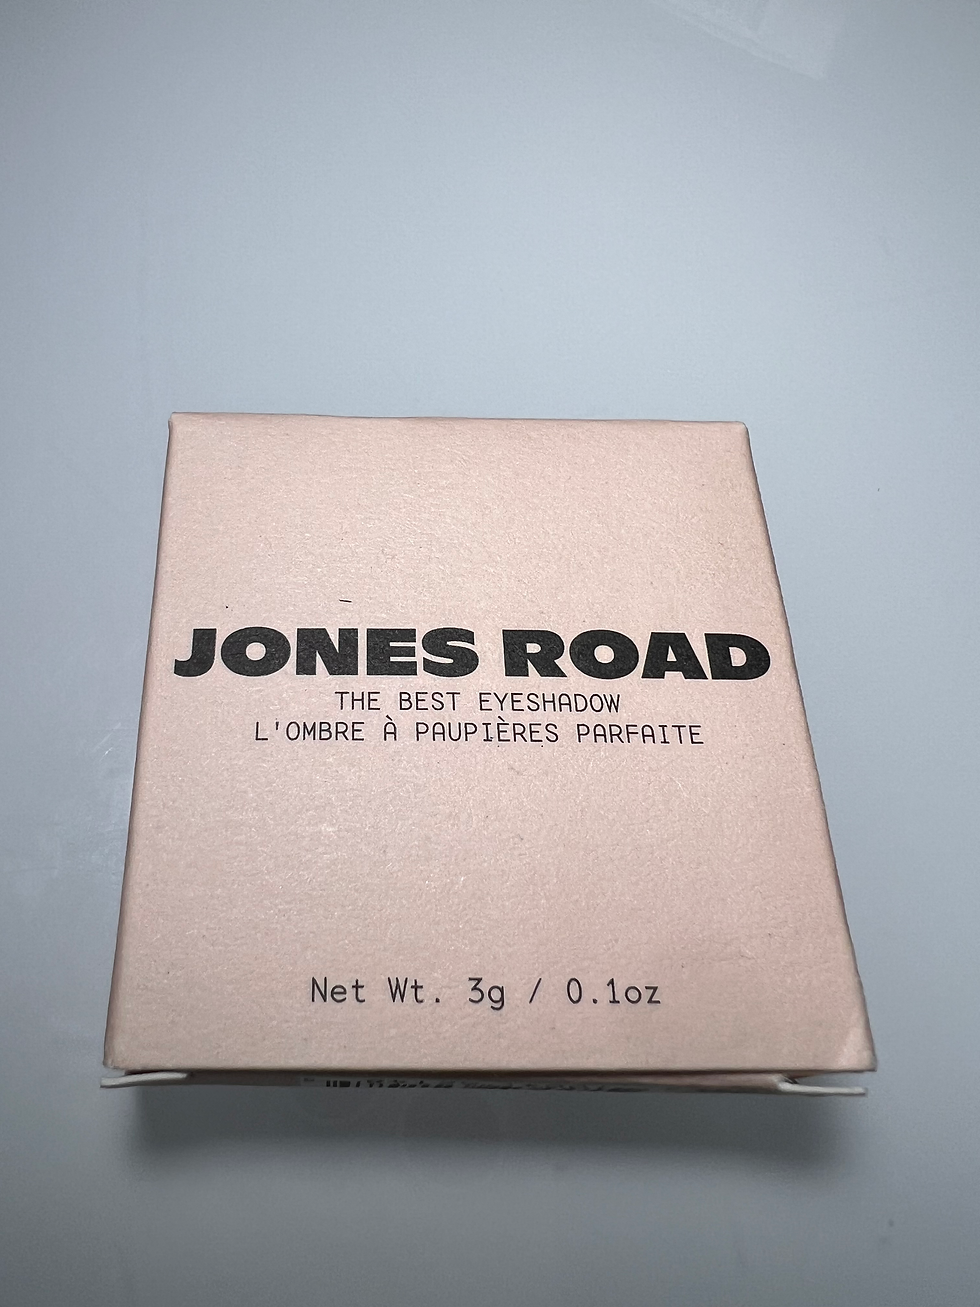 JONES ROAD
THE BEST EYESHADOW
L'OMBRE À PAUPIÈRES PARFAITE
Net Wt. 3g / 0.1oz